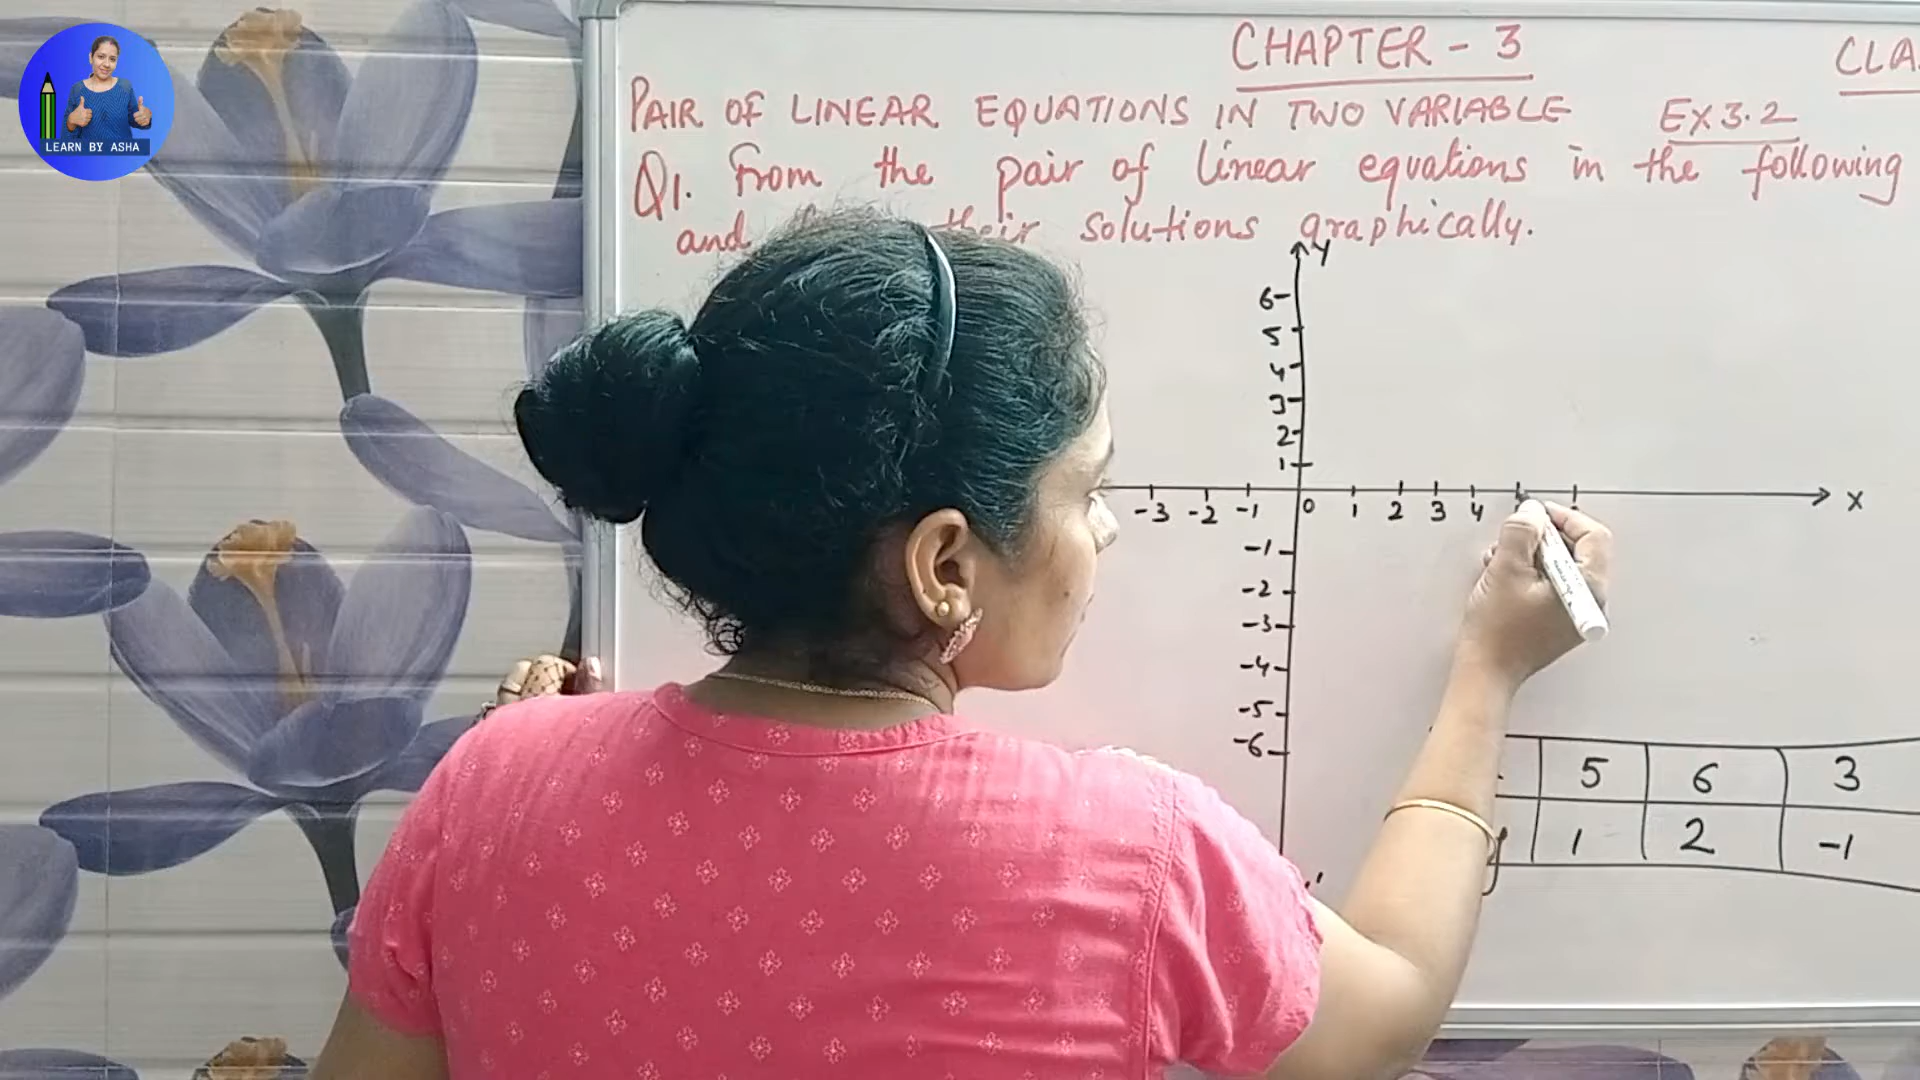 LEARN BY ASHA
CHAPTER - 3
CLA
PAIR OF LINEAR EQUATIONS IN TWO VARIABLE EX 3.2
Q1. From the pair of linear equations in the following
and their solutions graphically.
y
6
5
4
3
2
1
-3 -2 -1 0 1 2 3 4 x
-1
-2
-3
-4
-5
-6
5 6 3
y 1 2 -1